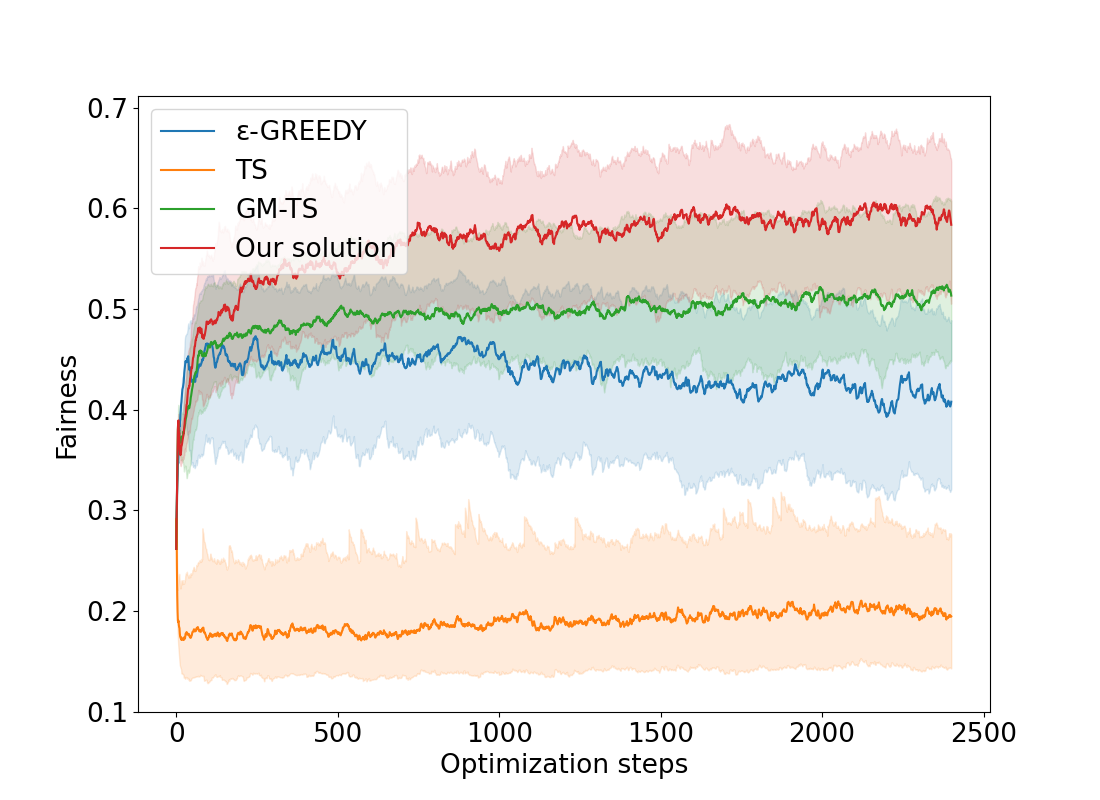 0.7
0.6
0.5
0.4
0.3
0.2
0.1
Fairness
ε-GREEDY
TS
GM-TS
Our solution
0 500 1000 1500 2000 2500
Optimization steps